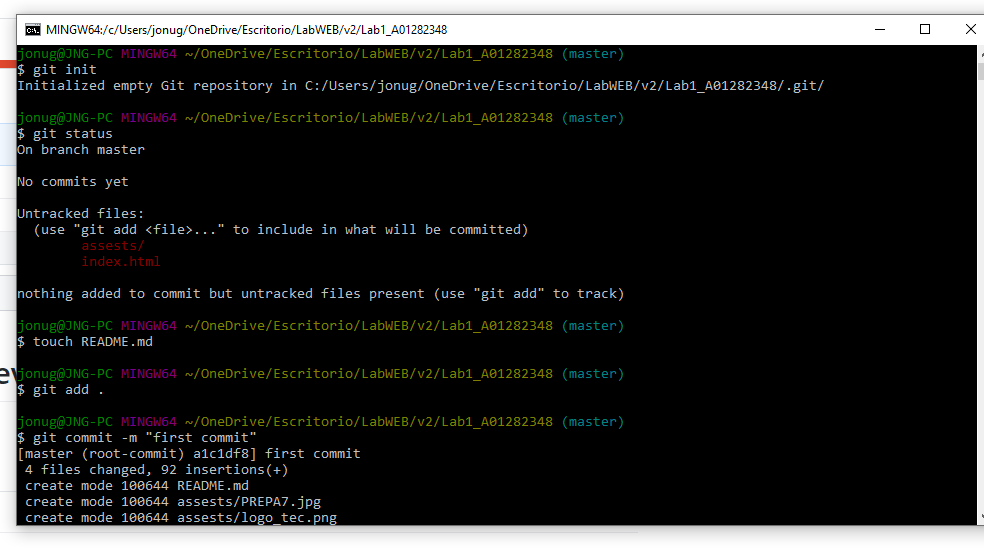 MINGW64:/c/Users/jonug/OneDrive/Escritorio/LabWEB/v2/Lab1_A01282348
jonug@JNG-PC MINGW64 ~/OneDrive/Escritorio/LabWEB/v2/Lab1_A01282348 (master)
$ git init
Initialized empty Git repository in C:/Users/jonug/OneDrive/Escritorio/LabWEB/v2/Lab1_A01282348/.git/
jonug@JNG-PC MINGW64 ~/OneDrive/Escritorio/LabWEB/v2/Lab1_A01282348 (master)
$ git status
On branch master
No commits yet
Untracked files:
(use "git add <file>..." to include in what will be committed)
assests/
index.html
nothing added to commit but untracked files present (use "git add" to track)
jonug@JNG-PC MINGW64 ~/OneDrive/Escritorio/LabWEB/v2/Lab1_A01282348 (master)
$ touch README.md
jonug@JNG-PC MINGW64 ~/OneDrive/Escritorio/LabWEB/v2/Lab1_A01282348 (master)
$ git add .
jonug@JNG-PC MINGW64 ~/OneDrive/Escritorio/LabWEB/v2/Lab1_A01282348 (master)
$ git commit -m "first commit"
[master (root-commit) a1c1df8] first commit
4 files changed, 92 insertions(+)
create mode 100644 README.md
create mode 100644 assests/PREPA7.jpg
create mode 100644 assests/logo_tec.png